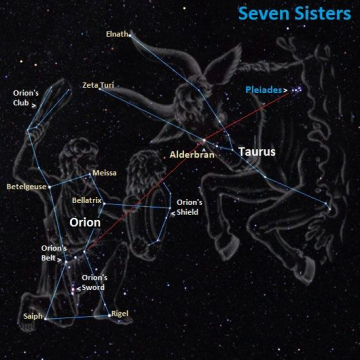 Seven Sisters
Elnath
Orion's
Club >
Zeta Turi
Pleiades >
Alderbran
Taurus
Meissa
Betelgeuse
Bellatrix
Orion's
< Shield
Orion
Orion's
Belt >
Orion's
< Sword
Saiph
Rigel